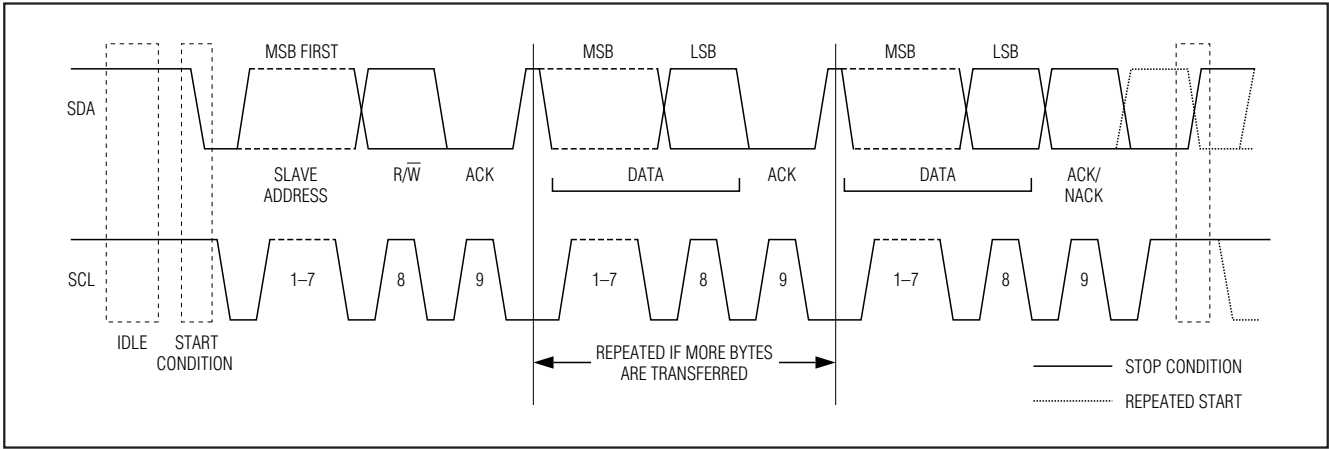 MSB FIRST
MSB
LSB
MSB
LSB
SDA
SLAVE
ADDRESS
R/W̅
ACK
DATA
ACK
DATA
ACK/
NACK
SCL
1–7
8
9
1–7
8
9
1–7
8
9
IDLE
START
CONDITION
REPEATED IF MORE BYTES
ARE TRANSFERRED
STOP CONDITION
REPEATED START